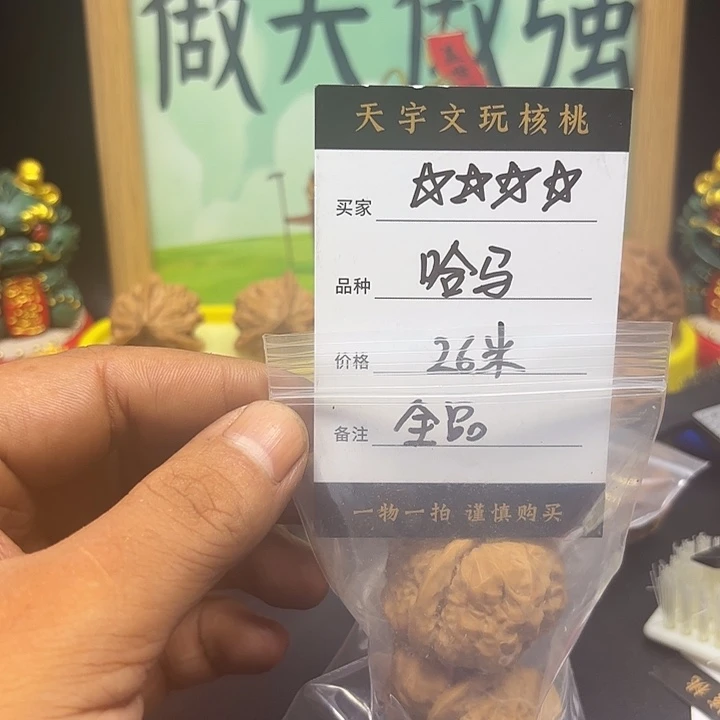 做大做强
天宇文玩核桃
买家 ☆☆☆☆
品种 哈马
价格 26米
备注 全品
一物一拍 谨慎购买